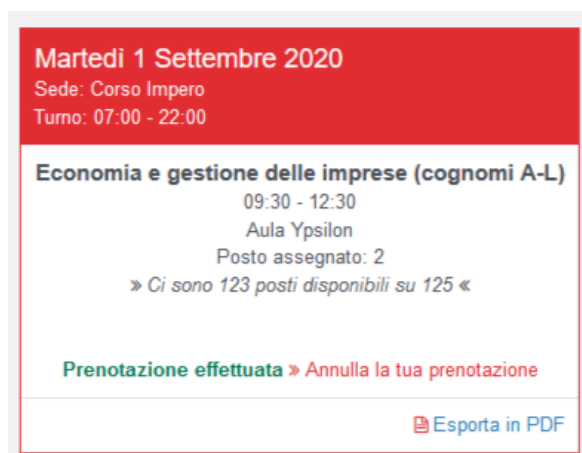 Martedì 1 Settembre 2020
Sede: Corso Impero
Turno: 07:00 - 22:00
Economia e gestione delle imprese (cognomi A-L)
09:30 - 12:30
Aula Ypsilon
Posto assegnato: 2
» Ci sono 123 posti disponibili su 125 «
Prenotazione effettuata » Annulla la tua prenotazione
Esporta in PDF